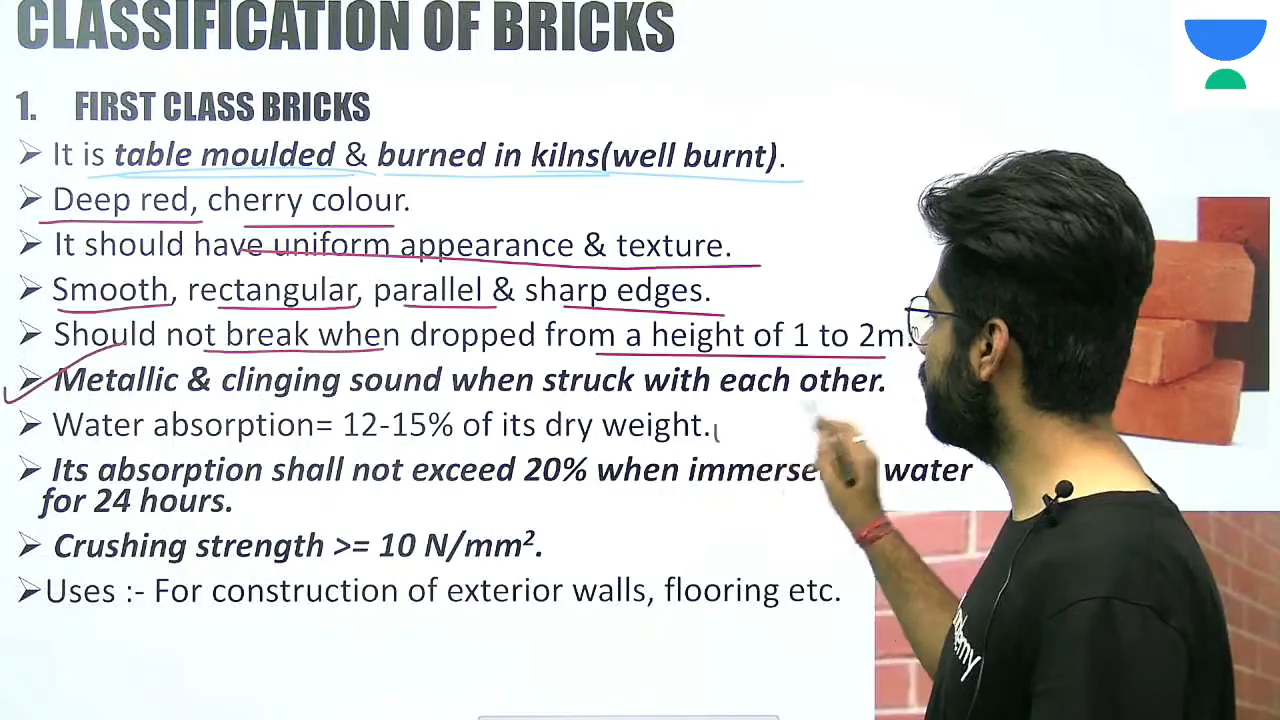 CLASSIFICATION OF BRICKS
1. FIRST CLASS BRICKS
➤ It is table moulded & burned in kilns(well burnt).
➤ Deep red, cherry colour.
➤ It should have uniform appearance & texture.
➤ Smooth, rectangular, parallel & sharp edges.
➤ Should not break when dropped from a height of 1 to 2m.
➤ Metallic & clinging sound when struck with each other.
➤ Water absorption= 12-15% of its dry weight.
➤ Its absorption shall not exceed 20% when water
for 24 hours.
➤ Crushing strength >= 10 N/mm².
➤Uses :- For construction of exterior walls, flooring etc.